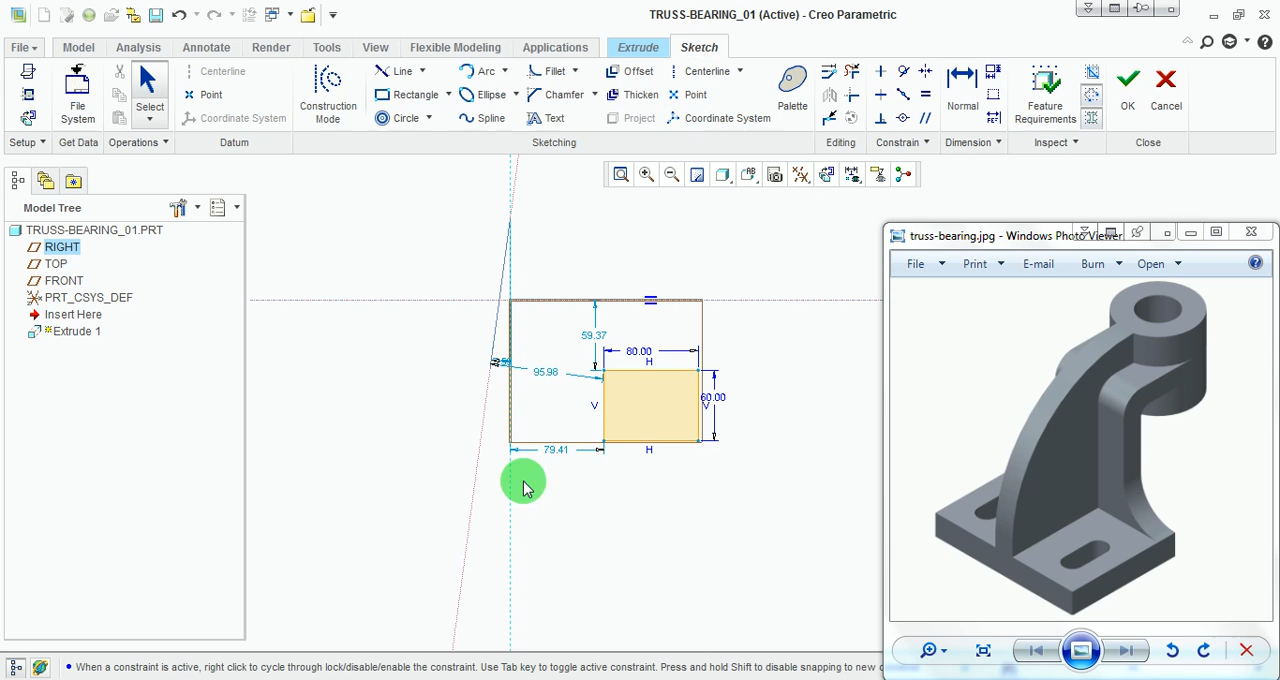 TRUSS-BEARING_01 (Active) - Creo Parametric
File Model Analysis Annotate Render Tools View Flexible Modeling Applications Extrude Sketch
Line Arc Fillet Offset Centerline
Rectangle Ellipse Chamfer Thicken Point
Circle Spline Text Project Coordinate System
Centerline
Point
Coordinate System
File System
Select
Construction Mode
Palette
Normal
Feature Requirements
OK Cancel
Setup Get Data Operations Datum Sketching Editing Constrain Dimension Inspect Close
Model Tree
TRUSS-BEARING_01.PRT
RIGHT
TOP
FRONT
PRT_CSYS_DEF
Insert Here
Extrude 1
59.37
80.00
H
95.98
V
60.00
V
79.41
H
truss-bearing.jpg - Windows Photo Viewer
File Print E-mail Burn Open
When a constraint is active, right click to cycle through lock/disable/enable the constraint. Use Tab key to toggle active constraint. Press and hold Shift to disable snapping to new